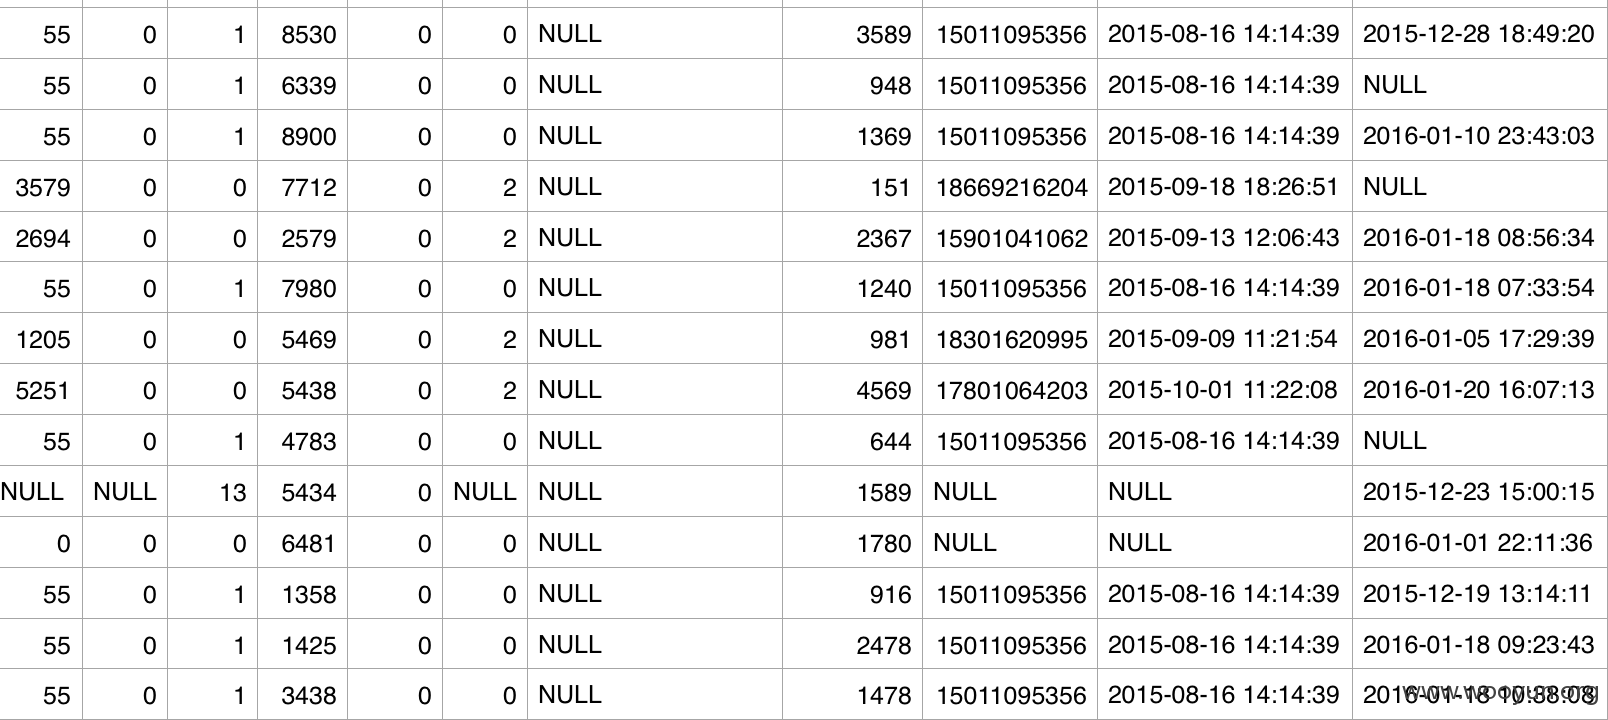 55 0 1 8530 0 0 NULL 3589 15011095356 2015-08-16 14:14:39 2015-12-28 18:49:20
55 0 1 6339 0 0 NULL 948 15011095356 2015-08-16 14:14:39 NULL
55 0 1 8900 0 0 NULL 1369 15011095356 2015-08-16 14:14:39 2016-01-10 23:43:03
3579 0 0 7712 0 2 NULL 151 18669216204 2015-09-18 18:26:51 NULL
2694 0 0 2579 0 2 NULL 2367 15901041062 2015-09-13 12:06:43 2016-01-18 08:56:34
55 0 1 7980 0 0 NULL 1240 15011095356 2015-08-16 14:14:39 2016-01-18 07:33:54
1205 0 0 5469 0 2 NULL 981 18301620995 2015-09-09 11:21:54 2016-01-05 17:29:39
5251 0 0 5438 0 2 NULL 4569 17801064203 2015-10-01 11:22:08 2016-01-20 16:07:13
55 0 1 4783 0 0 NULL 644 15011095356 2015-08-16 14:14:39 NULL
NULL NULL 13 5434 0 NULL NULL 1589 NULL NULL 2015-12-23 15:00:15
0 0 0 6481 0 0 NULL 1780 NULL NULL 2016-01-01 22:11:36
55 0 1 1358 0 0 NULL 916 15011095356 2015-08-16 14:14:39 2015-12-19 13:14:11
55 0 1 1425 0 0 NULL 2478 15011095356 2015-08-16 14:14:39 2016-01-18 09:23:43
55 0 1 3438 0 0 NULL 1478 15011095356 2015-08-16 14:14:39
www.wooyun.org